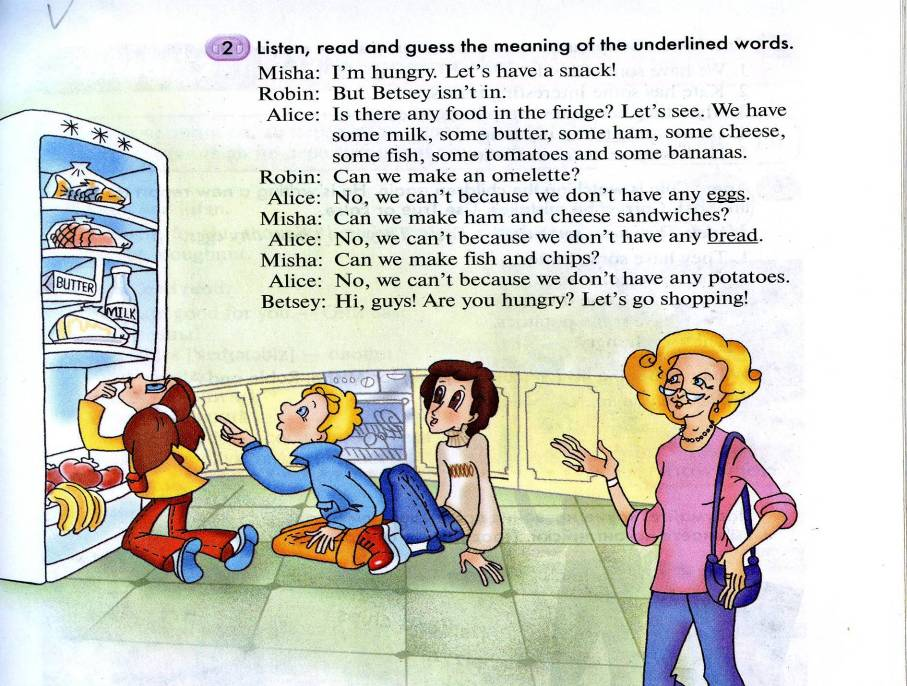 2 Listen, read and guess the meaning of the underlined words.
Misha: I'm hungry. Let's have a snack!
Robin: But Betsey isn't in.
Alice: Is there any food in the fridge? Let's see. We have
some milk, some butter, some ham, some cheese,
some fish, some tomatoes and some bananas.
Robin: Can we make an omelette?
Alice: No, we can't because we don't have any eggs.
Misha: Can we make ham and cheese sandwiches?
Alice: No, we can't because we don't have any bread.
Misha: Can we make fish and chips?
Alice: No, we can't because we don't have any potatoes.
Betsey: Hi, guys! Are you hungry? Let's go shopping!
BUTTER
MILK